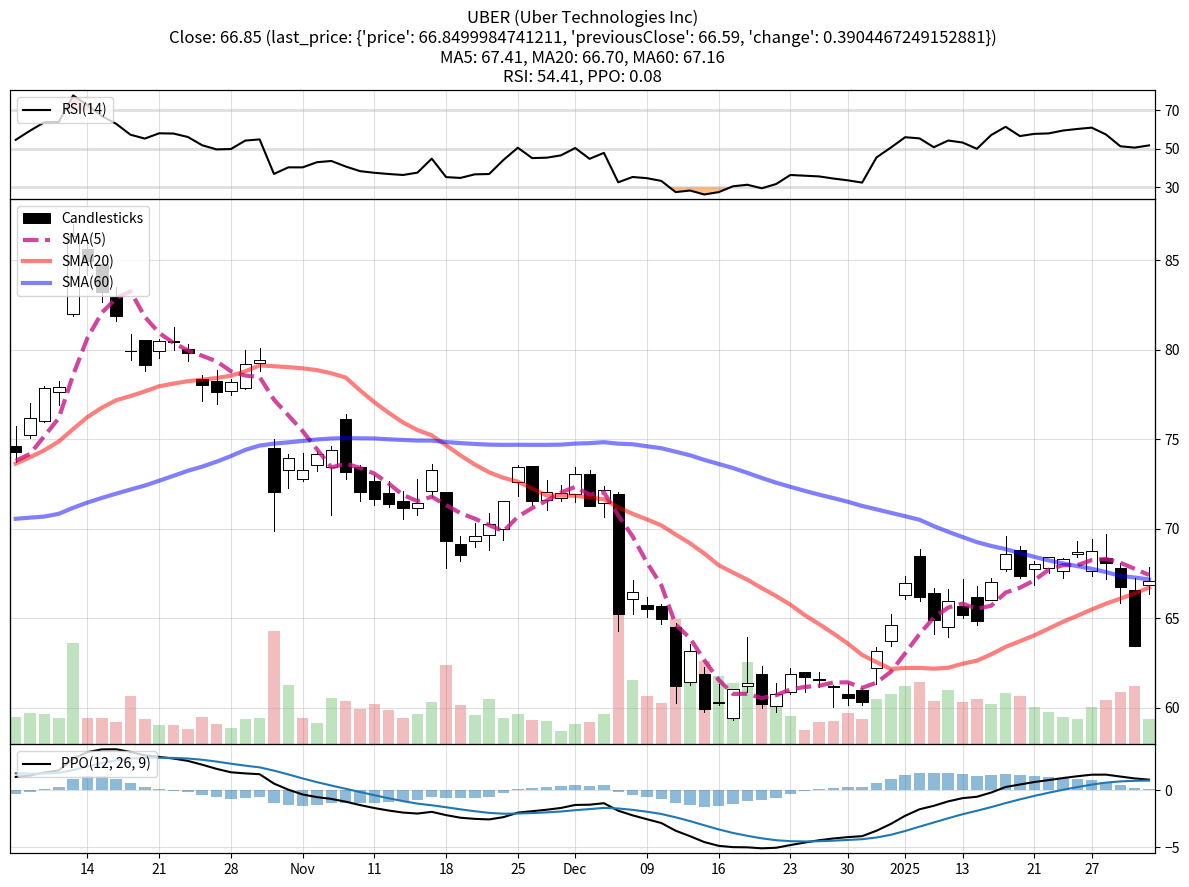 UBER (Uber Technologies Inc)
Close: 66.85 (last_price: {'price': 66.8499984741211, 'previousClose': 66.59, 'change': 0.3904467249152881})
MA5: 67.41, MA20: 66.70, MA60: 67.16
RSI: 54.41, PPO: 0.08
RSI(14)
70
50
30
Candlesticks
SMA(5)
SMA(20)
SMA(60)
85
80
75
70
65
60
PPO(12, 26, 9)
0
−5
14 21 28 Nov 11 18 25 Dec 09 16 23 30 2025 13 21 27